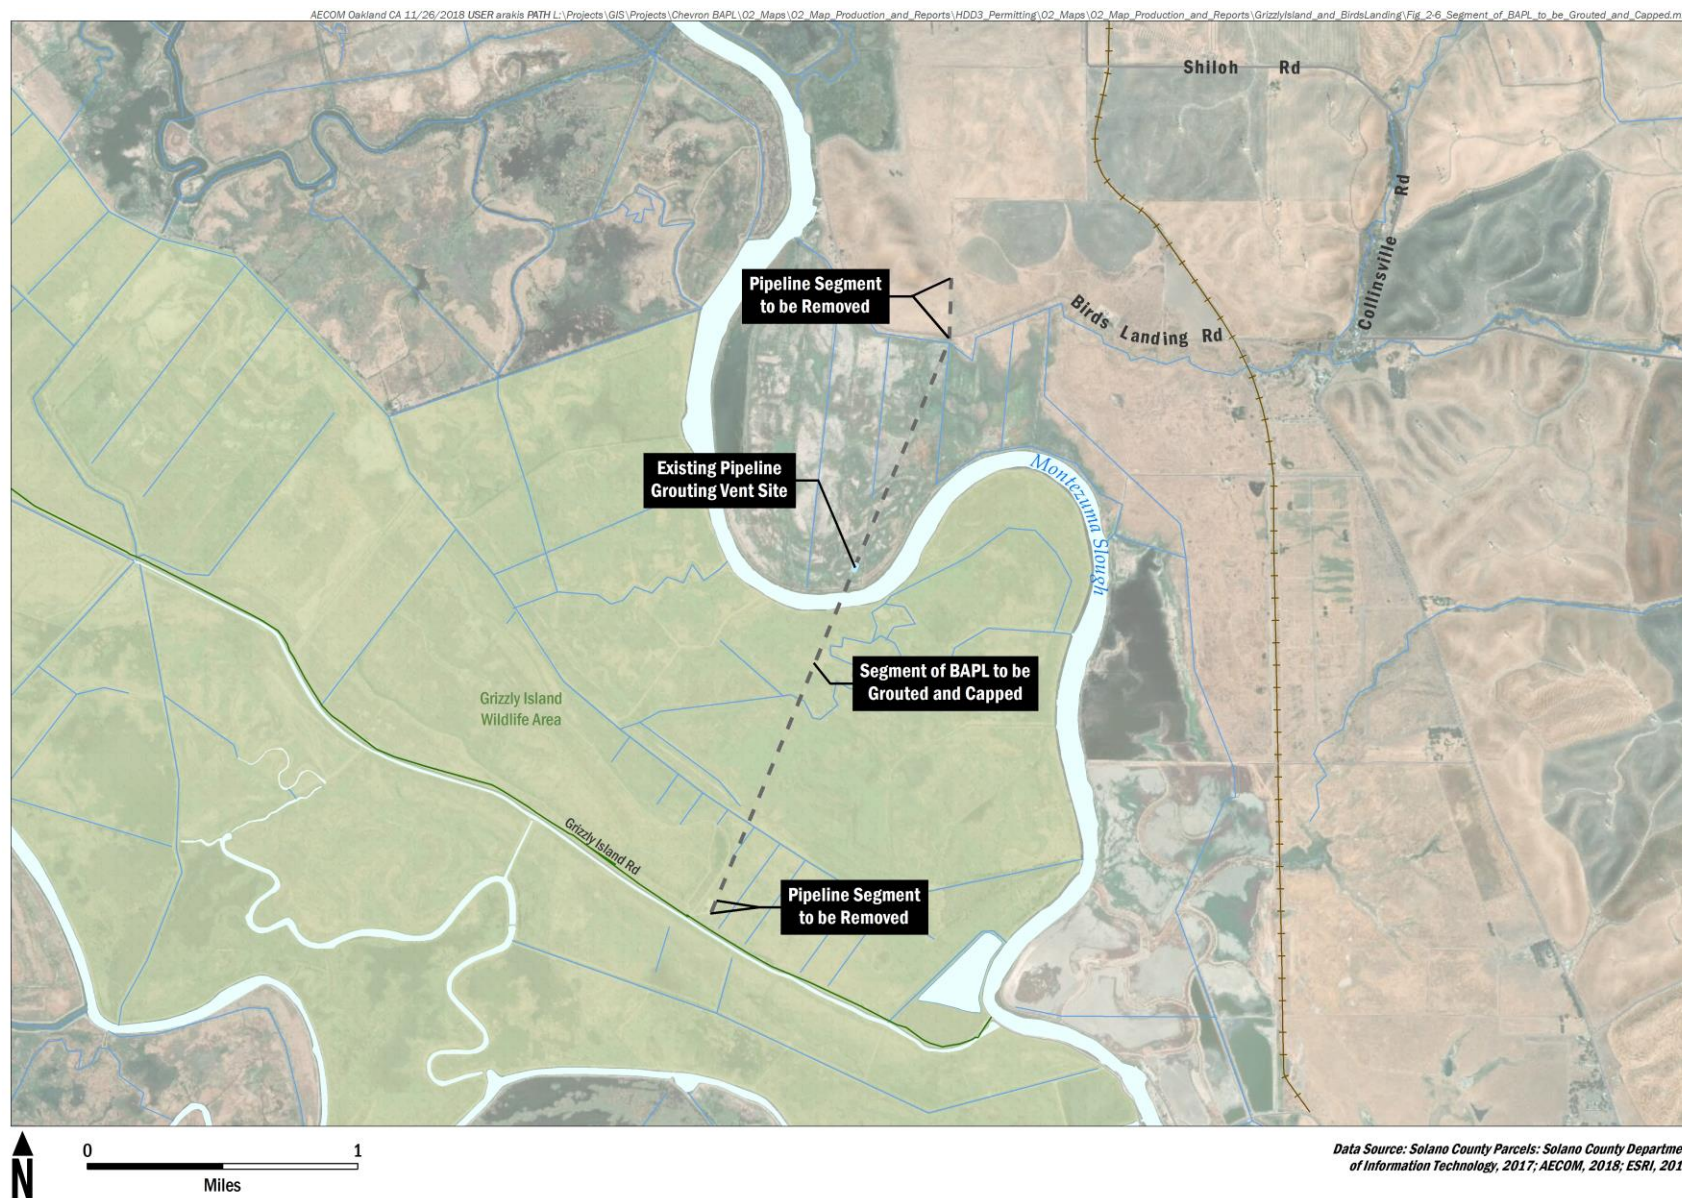 AECOM Oakland CA 11/26/2018 USER arakis PATH L:\Projects\GIS\Projects\Chevron BAPL\02_Maps\02_Map_Production_and_Reports\HDD3_Permitting\02_Maps\02_Map_Production_and_Reports\GrizzlyIsland_and_BirdsLanding\Fig_2-6_Segment_of_BAPL_to_be_Grouted_and_Capped.m
Shiloh Rd
Collinsville Rd
Pipeline Segment
to be Removed
Birds Landing Rd
Existing Pipeline
Grouting Vent Site
Montezuma Slough
Segment of BAPL to be
Grouted and Capped
Grizzly Island
Wildlife Area
Grizzly Island Rd
Pipeline Segment
to be Removed
N
0 1
Miles
Data Source: Solano County Parcels: Solano County Departme
of Information Technology, 2017; AECOM, 2018; ESRI, 201